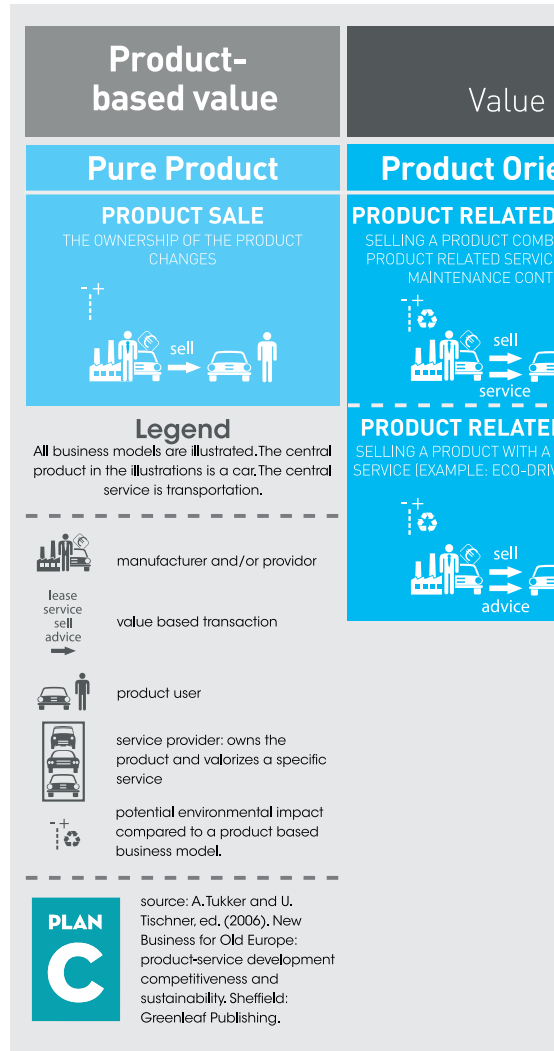 Product-
based value
Value
Pure Product
PRODUCT SALE
THE OWNERSHIP OF THE PRODUCT
CHANGES
- +
sell
Product Orie
PRODUCT RELATED
SELLING A PRODUCT COMB
PRODUCT RELATED SERVIC
MAINTENANCE CONT
- +
sell
service
PRODUCT RELATE
SELLING A PRODUCT WITH A
SERVICE (EXAMPLE: ECO-DRIV
- +
sell
advice
Legend
All business models are illustrated. The central
product in the illustrations is a car. The central
service is transportation.
manufacturer and/or providor
lease
service
sell
advice
value based transaction
product user
service provider: owns the
product and valorizes a specific
service
- +
potential environmental impact
compared to a product based
business model.
PLAN
C
source: A. Tukker and U.
Tischner, ed. (2006). New
Business for Old Europe:
product-service development
competitiveness and
sustainability. Sheffield:
Greenleaf Publishing.